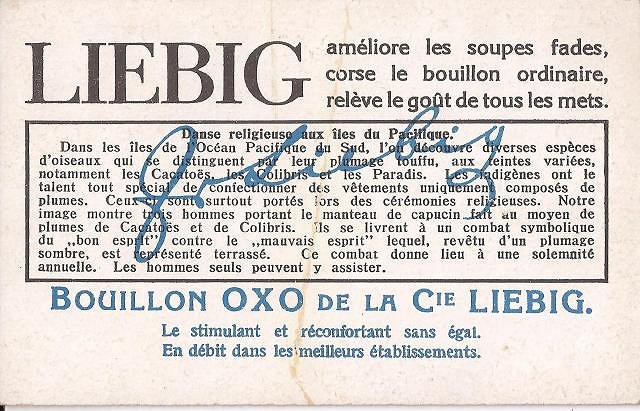 LIEBIG
améliore les soupes fades,
corse le bouillon ordinaire,
relève le goût de tous les mets.
Danse religieuse aux îles du Pacifique.
Dans les îles de l'Océan Pacifique du Sud, l'on découvre diverses espèces
d'oiseaux qui se distinguent par leur plumage touffu, aux teintes variées,
notamment les Cacatoës, les Colibris et les Paradis. indigènes ont le
talent tout spécial de confectionner des vêtements uniquement composés de
plumes. Ceux sont surtout portés lors des cérémonies religieuses. Notre
image montre trois hommes portant le manteau de capucin fait au moyen de
plumes de Cacatoës et de Colibris. Ils se livrent à un combat symbolique
du „bon esprit" contre le „mauvais esprit" lequel, revêtu d'un plumage
sombre, est représenté terrassé. Ce combat donne lieu à une solemnité
annuelle. Les hommes seuls peuvent y assister.
Jvdiebig
BOUILLON OXO DE LA CIE LIEBIG.
Le stimulant et réconfortant sans égal.
En débit dans les meilleurs établissements.